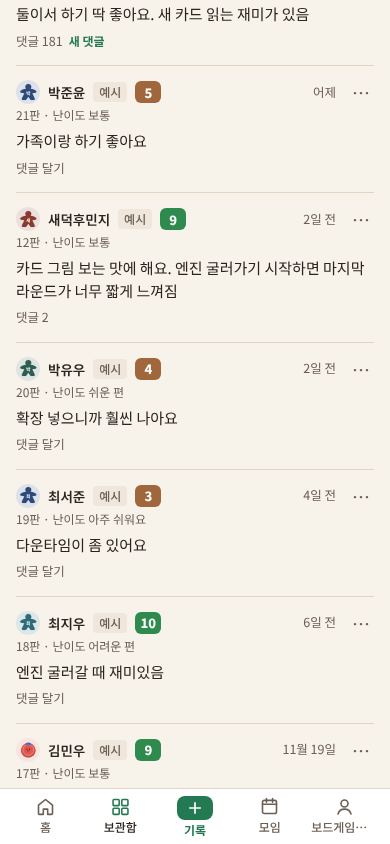 둘이서 하기 딱 좋아요. 새 카드 읽는 재미가 있음
댓글 181 새 댓글
박준윤 예시 5 어제 ···
21판 · 난이도 보통
가족이랑 하기 좋아요
댓글 달기
새덕후민지 예시 9 2일 전 ···
12판 · 난이도 보통
카드 그림 보는 맛에 해요. 엔진 굴러가기 시작하면 마지막
라운드가 너무 짧게 느껴짐
댓글 2
박유우 예시 4 2일 전 ···
20판 · 난이도 쉬운 편
확장 넣으니까 훨씬 나아요
댓글 달기
최서준 예시 3 4일 전 ···
19판 · 난이도 아주 쉬워요
다운타임이 좀 있어요
댓글 달기
최지우 예시 10 6일 전 ···
18판 · 난이도 어려운 편
엔진 굴러갈 때 재미있음
댓글 달기
김민우 예시 9 11월 19일 ···
17판 · 난이도 보통
홈 보관함 기록 모임 보드게임…